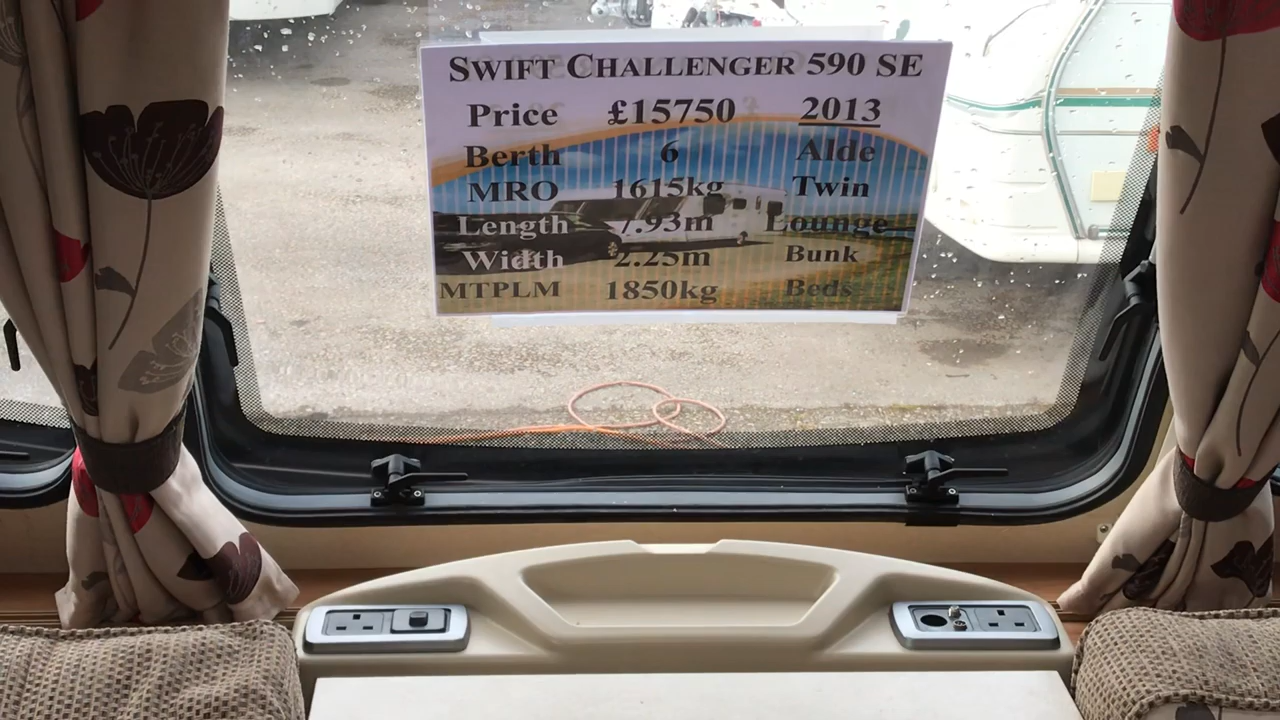 SWIFT CHALLENGER 590 SE
Price £15750 2013
Berth 6 Alde
MRO 1615kg Twin
Length 7.93m Lounge
Width 2.25m Bunk
MTPLM 1850kg Beds